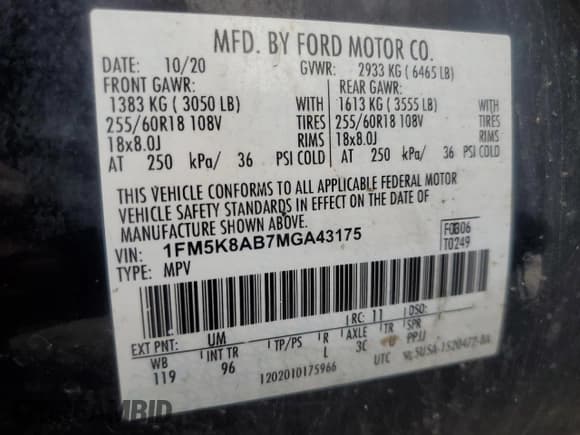 MFD. BY FORD MOTOR CO.
DATE: 10/20 GVWR: 2933 KG ( 6465 LB)
FRONT GAWR: REAR GAWR:
1383 KG ( 3050 LB) WITH 1613 KG ( 3555 LB) WITH
255/60R18 108V TIRES 255/60R18 108V TIRES
18x8.0J RIMS 18x8.0J RIMS
AT 250 kPa/ 36 PSI COLD AT 250 kPa/ 36 PSI COLD
THIS VEHICLE CONFORMS TO ALL APPLICABLE FEDERAL MOTOR
VEHICLE SAFETY STANDARDS IN EFFECT ON THE DATE OF
MANUFACTURE SHOWN ABOVE.
VIN: 1FM5K8AB7MGA43175
TYPE: MPV
T0249
EXT PNT: UM RC: 11 DSO:
WB INT TR TP/PS R AXLE TR SPR
119 96 L 3C U PPJJ
1202010175966 UTC